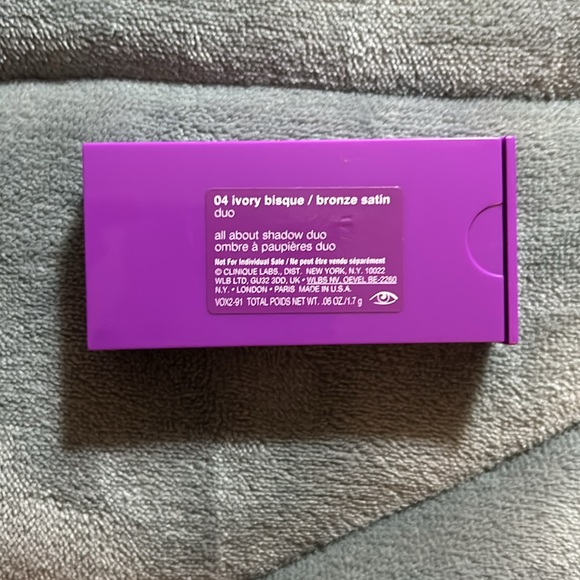 04 ivory bisque / bronze satin
duo
all about shadow duo
ombre à paupières duo
Not For Individual Sale / Ne peut être vendu séparément
© CLINIQUE LABS., DIST. NEW YORK, N.Y. 10022
WLB LTD, GU32 3DD, UK • WLBS NV, OEVEL BE-2260
N.Y. • LONDON • PARIS MADE IN U.S.A.
VOX2-91 TOTAL POIDS NET WT. .06 OZ./1.7 g